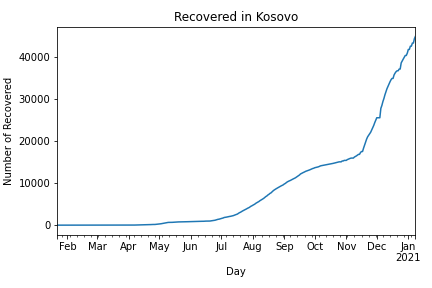 Recovered in Kosovo
Number of Recovered
40000
30000
20000
10000
0
Feb Mar Apr May Jun Jul Aug Sep Oct Nov Dec Jan
2021
Day